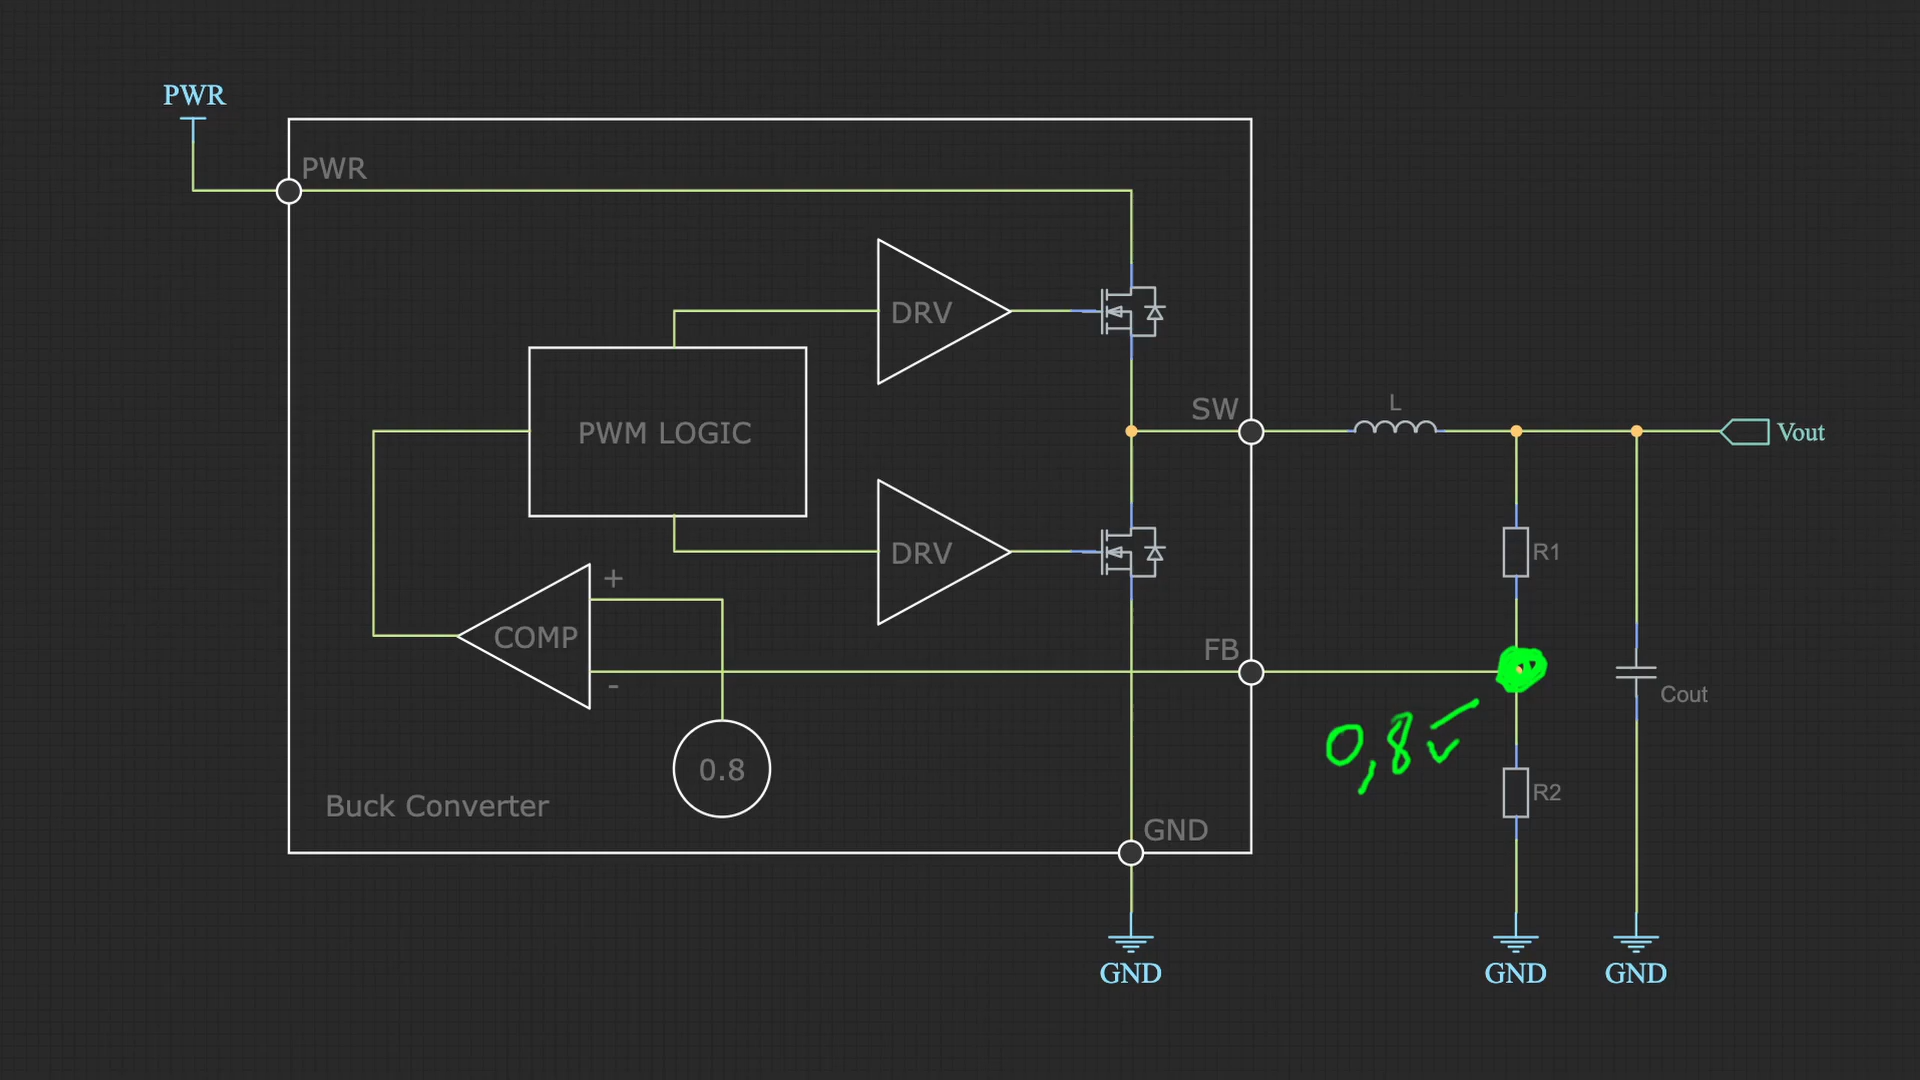 PWR
PWR
DRV
PWM LOGIC
SW
L
Vout
DRV
R1
+
COMP
-
FB
0,8v
Cout
0.8
R2
Buck Converter
GND
GND
GND
GND